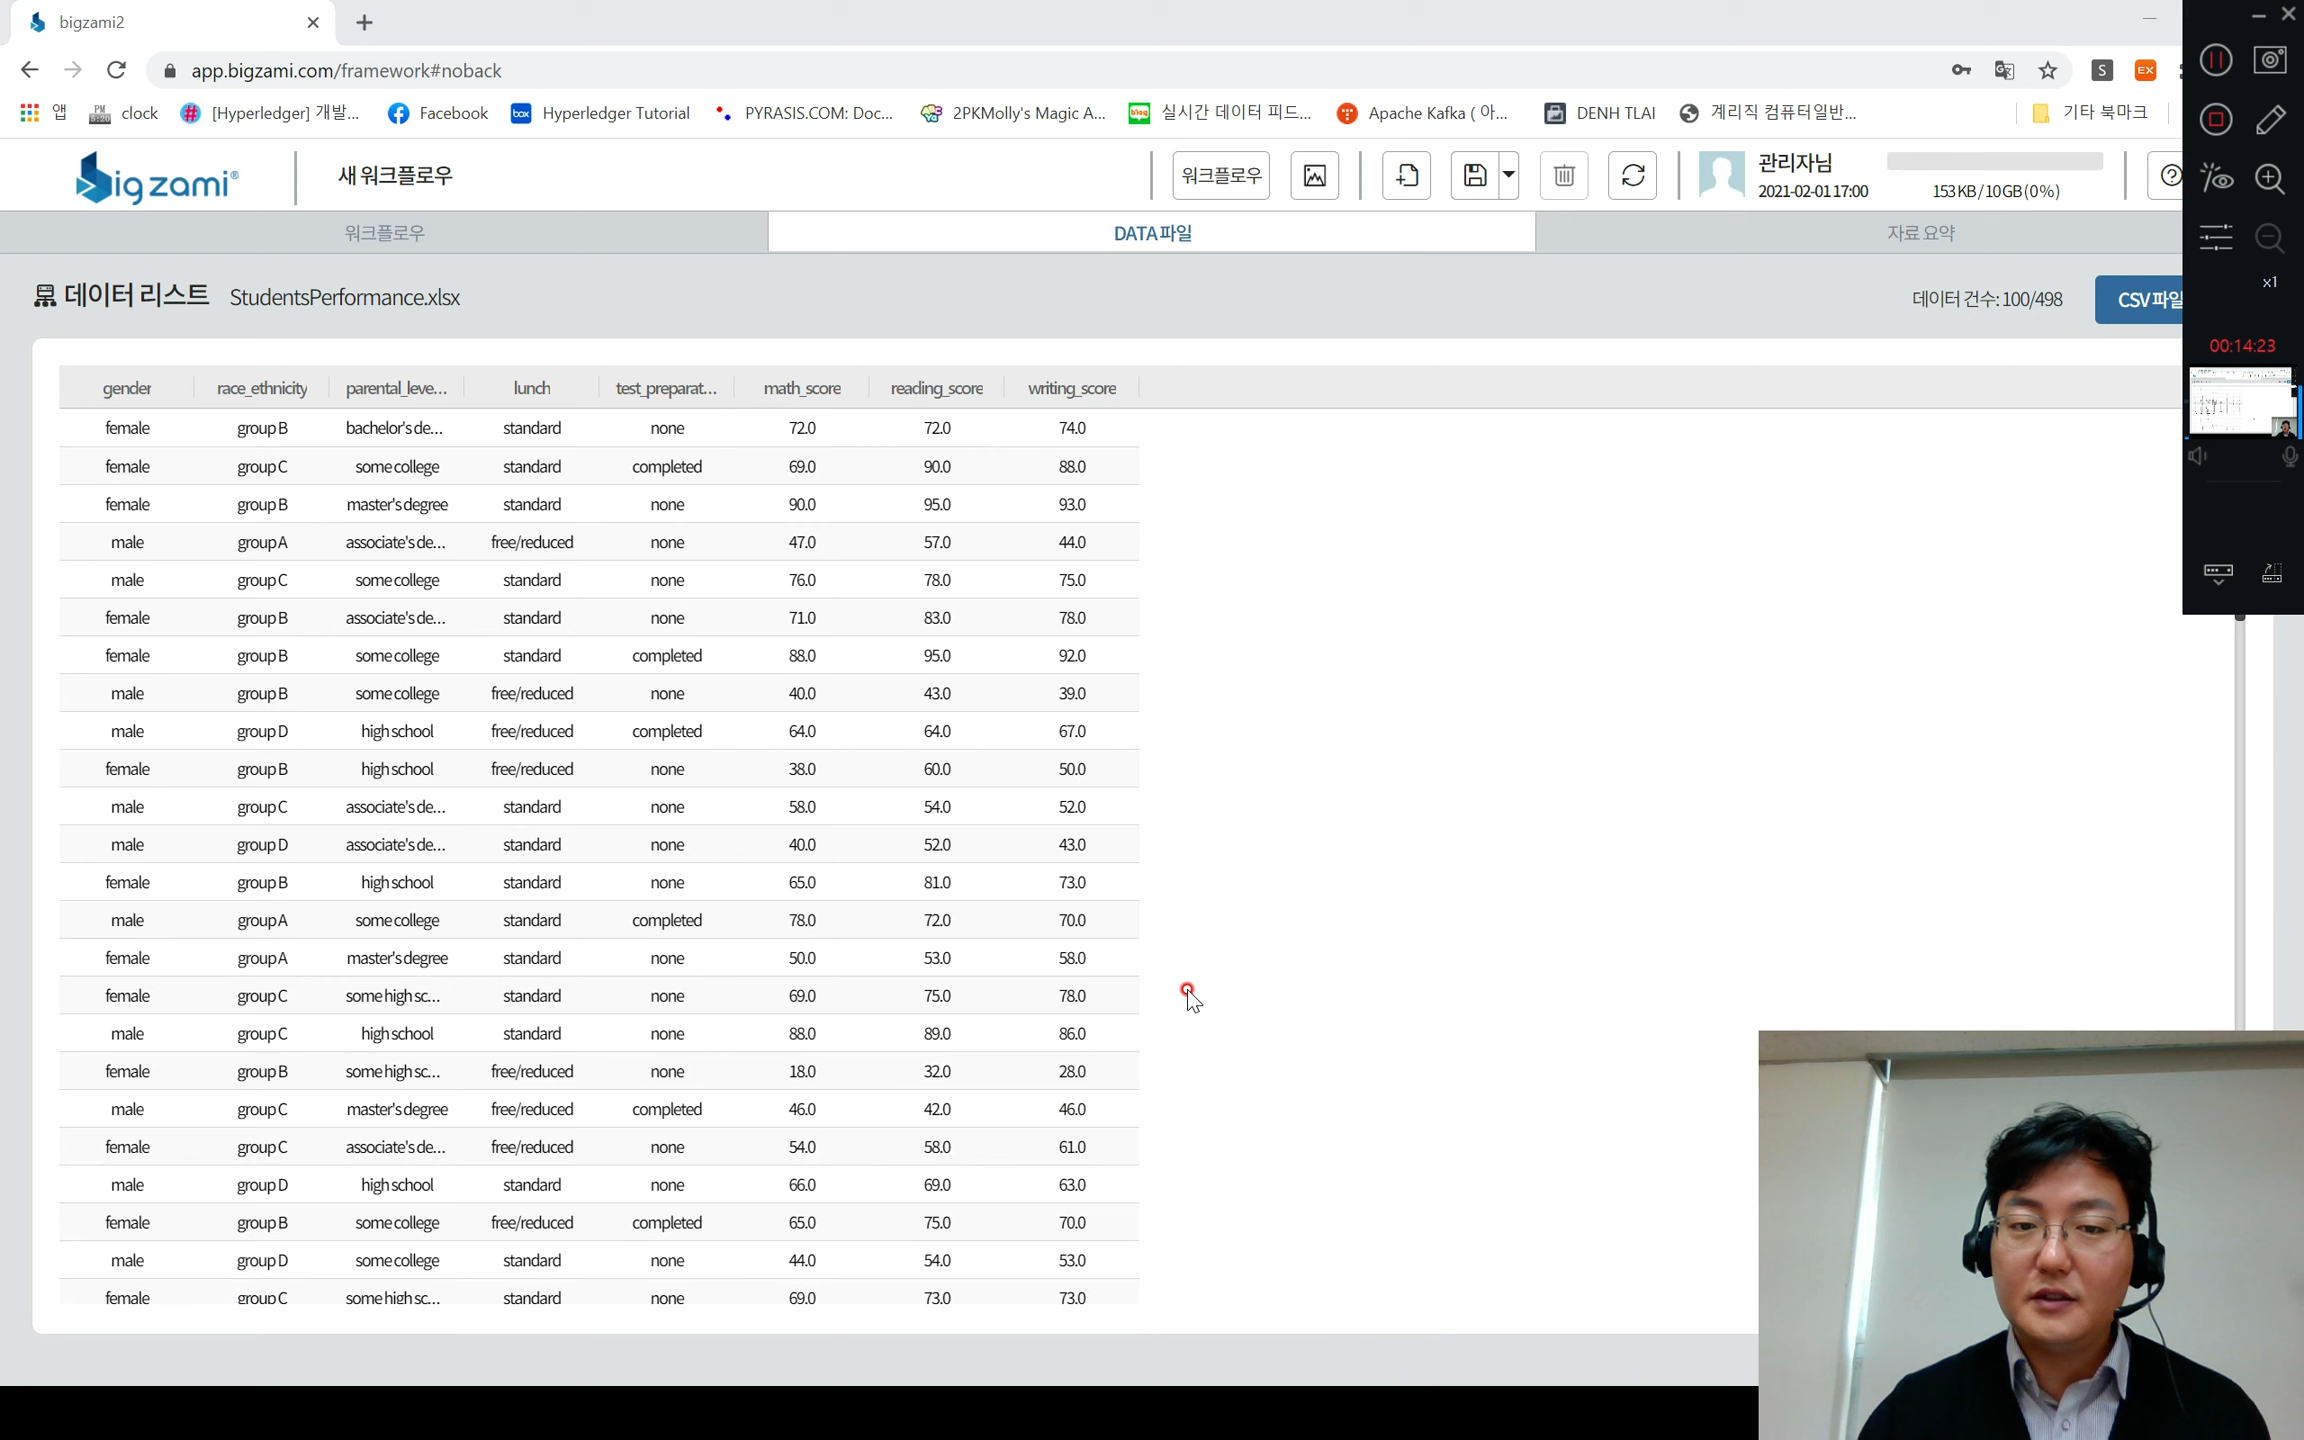 bigzami2
app.bigzami.com/framework#noback
앱 clock [Hyperledger] 개발... Facebook Hyperledger Tutorial PYRASIS.COM: Doc... 2PKMolly's Magic A... 실시간 데이터 피드... Apache Kafka ( 아... DENH TLAI 계리직 컴퓨터일반... 기타 북마크
big zami® 새 워크플로우 워크플로우 관리자님
2021-02-01 17:00 153 KB / 10 GB (0%)
워크플로우 DATA 파일 자료 요약
데이터 리스트 StudentsPerformance.xlsx 데이터 건수: 100/498 CSV 파일
x1
00:14:23
gender race_ethnicity parental_leve... lunch test_preparat... math_score reading_score writing_score
female group B bachelor's de... standard none 72.0 72.0 74.0
female group C some college standard completed 69.0 90.0 88.0
female group B master's degree standard none 90.0 95.0 93.0
male group A associate's de... free/reduced none 47.0 57.0 44.0
male group C some college standard none 76.0 78.0 75.0
female group B associate's de... standard none 71.0 83.0 78.0
female group B some college standard completed 88.0 95.0 92.0
male group B some college free/reduced none 40.0 43.0 39.0
male group D high school free/reduced completed 64.0 64.0 67.0
female group B high school free/reduced none 38.0 60.0 50.0
male group C associate's de... standard none 58.0 54.0 52.0
male group D associate's de... standard none 40.0 52.0 43.0
female group B high school standard none 65.0 81.0 73.0
male group A some college standard completed 78.0 72.0 70.0
female group A master's degree standard none 50.0 53.0 58.0
female group C some high sc... standard none 69.0 75.0 78.0
male group C high school standard none 88.0 89.0 86.0
female group B some high sc... free/reduced none 18.0 32.0 28.0
male group C master's degree free/reduced completed 46.0 42.0 46.0
female group C associate's de... free/reduced none 54.0 58.0 61.0
male group D high school standard none 66.0 69.0 63.0
female group B some college free/reduced completed 65.0 75.0 70.0
male group D some college standard none 44.0 54.0 53.0
female group C some high sc... standard none 69.0 73.0 73.0